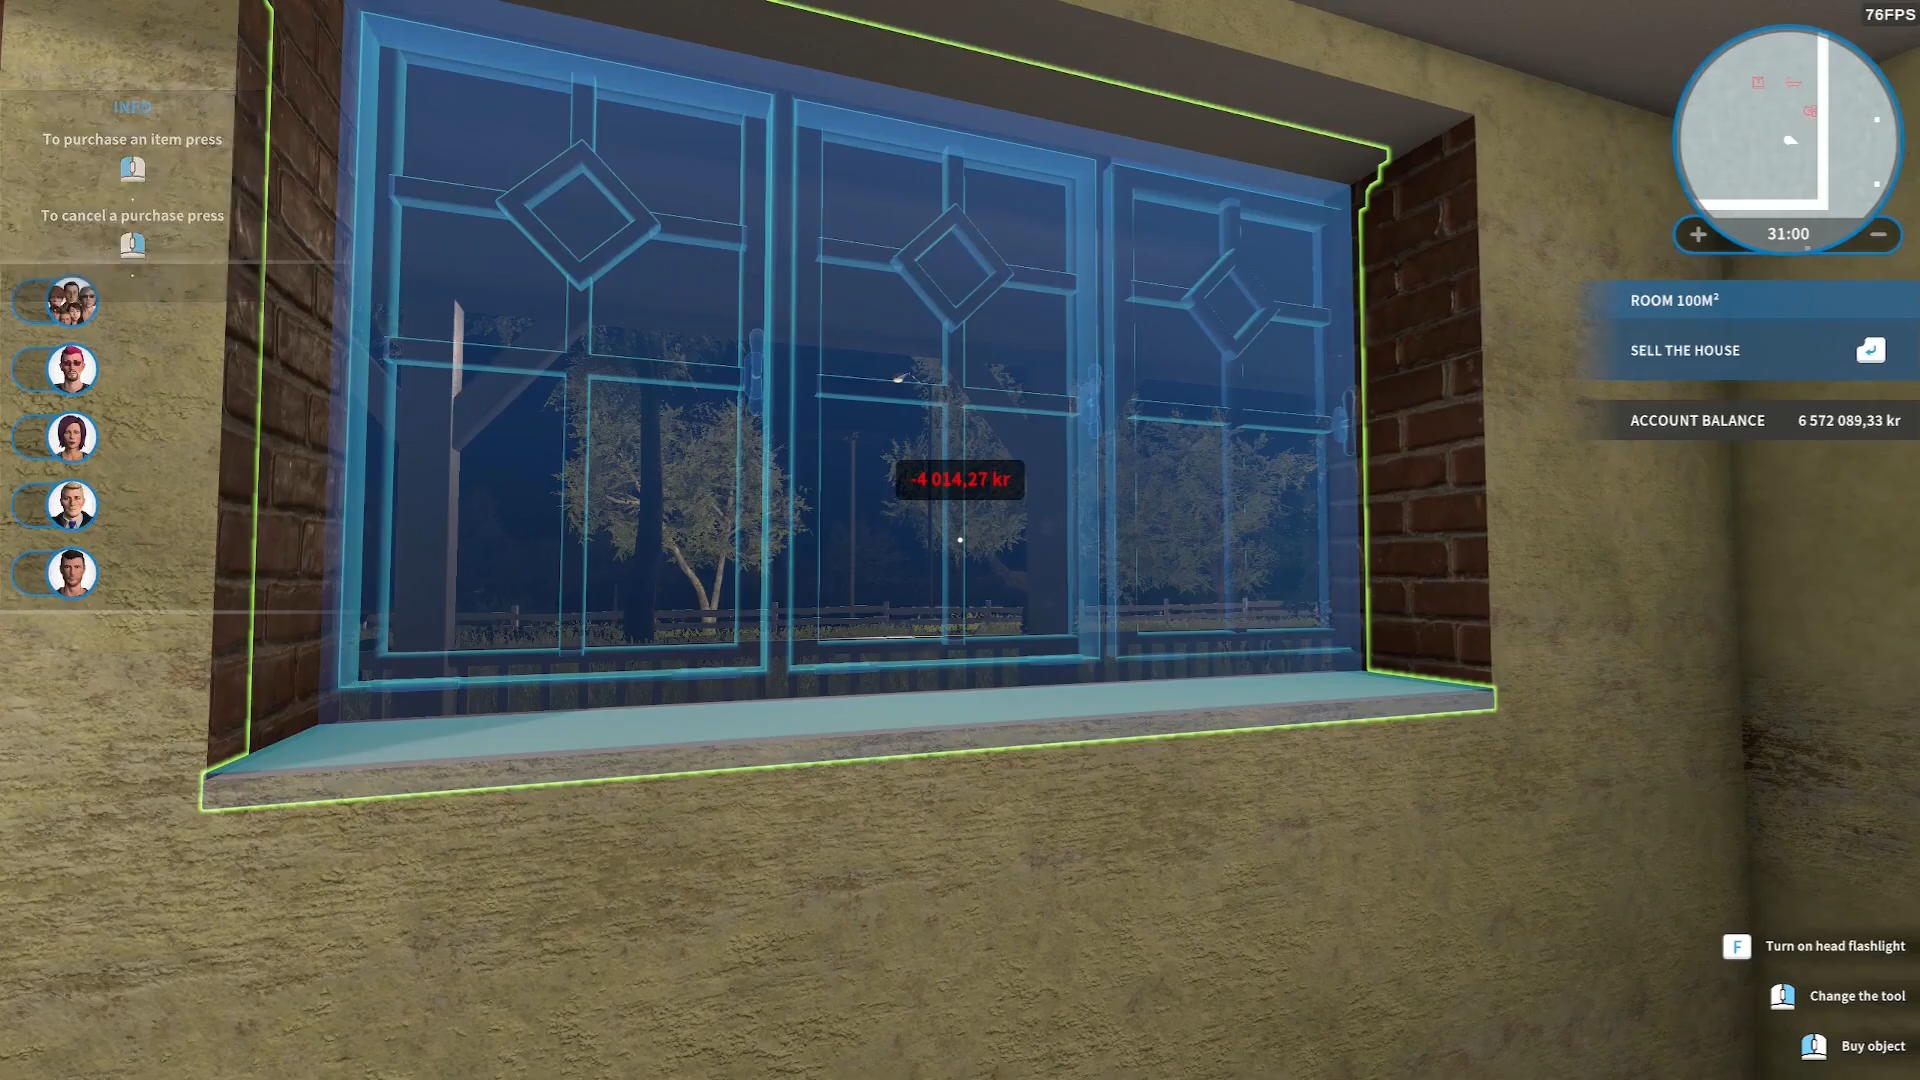 76FPS
INFO
To purchase an item press
To cancel a purchase press
31:00
ROOM 100M²
SELL THE HOUSE
ACCOUNT BALANCE 6 572 089,33 kr
-4 014,27 kr
F Turn on head flashlight
Change the tool
Buy object